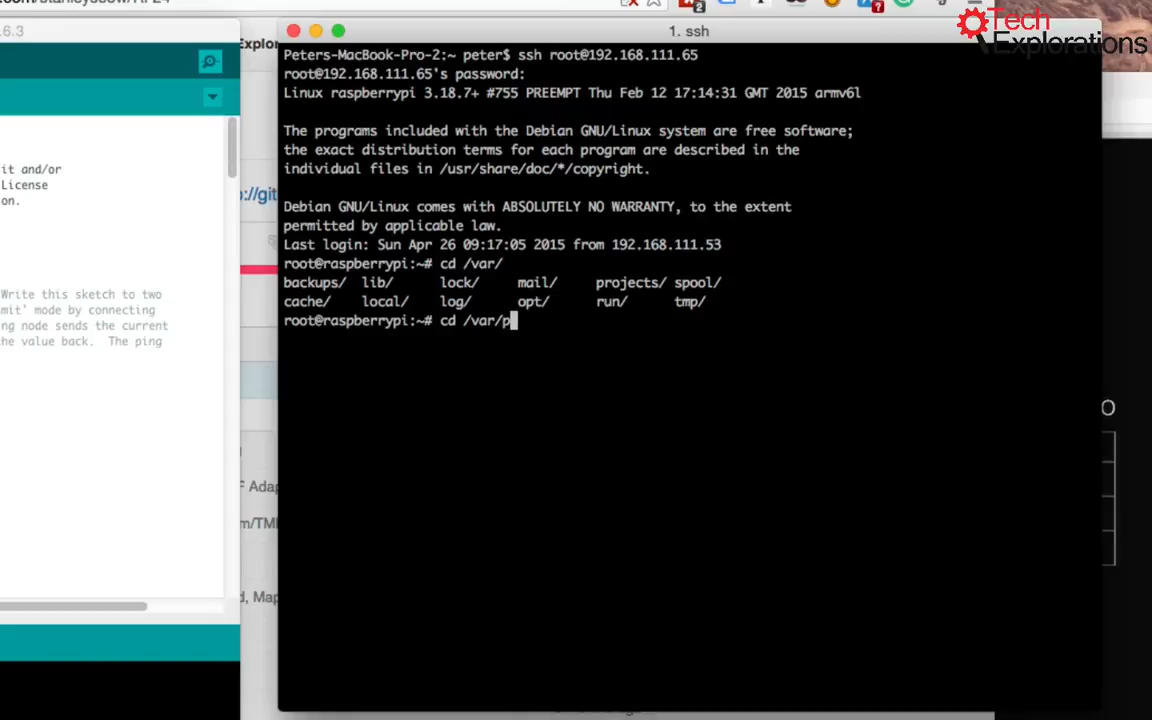 6.3
Explor
1. ssh
Tech
Explorations
Peters-MacBook-Pro-2:~ peter$ ssh root@192.168.111.65
root@192.168.111.65's password:
Linux raspberrypi 3.18.7+ #755 PREEMPT Thu Feb 12 17:14:31 GMT 2015 armv6l
The programs included with the Debian GNU/Linux system are free software;
the exact distribution terms for each program are described in the
individual files in /usr/share/doc/*/copyright.
Debian GNU/Linux comes with ABSOLUTELY NO WARRANTY, to the extent
permitted by applicable law.
Last login: Sun Apr 26 09:17:05 2015 from 192.168.111.53
root@raspberrypi:~# cd /var/
backups/ lib/ lock/ mail/ projects/ spool/
cache/ local/ log/ opt/ run/ tmp/
root@raspberrypi:~# cd /var/p
it and/or
License
on.
://git
Write this sketch to two
mit' mode by connecting
ng node sends the current
the value back. The ping
F Adap
m/TM
d, Map
O